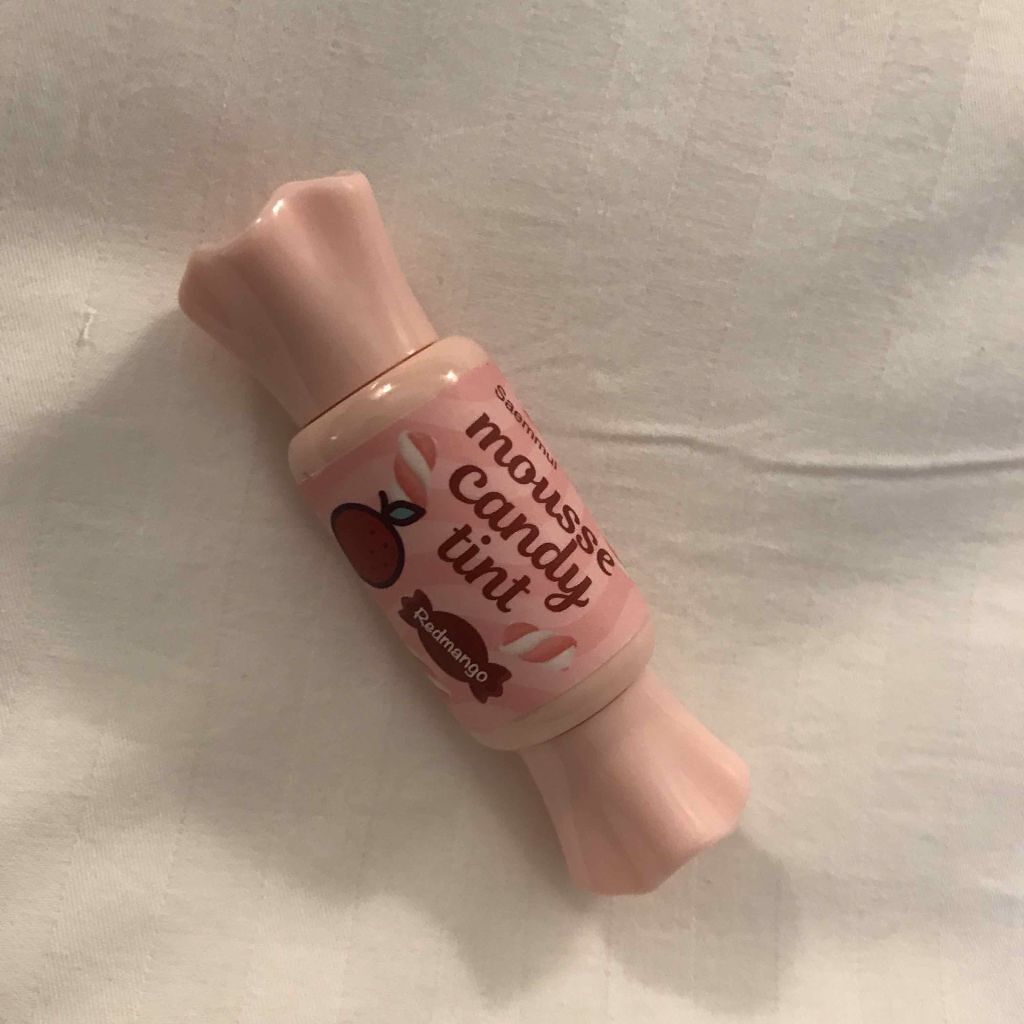 Saemmul
mousse
candy
tint
Redmango